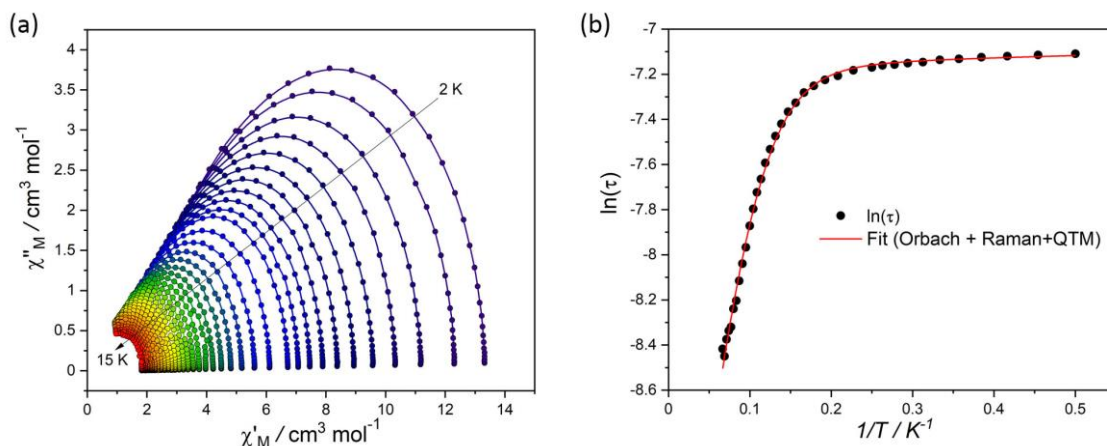 (a)
χ''M / cm³ mol⁻¹
4
3.5
3
2.5
2
1.5
1
0.5
0
2 K
15 K
0 2 4 6 8 10 12 14
χ'M / cm³ mol⁻¹
(b)
ln(τ)
-7
-7.2
-7.4
-7.6
-7.8
-8
-8.2
-8.4
-8.6
ln(τ)
Fit (Orbach + Raman+QTM)
0 0.1 0.2 0.3 0.4 0.5
1/T / K⁻¹